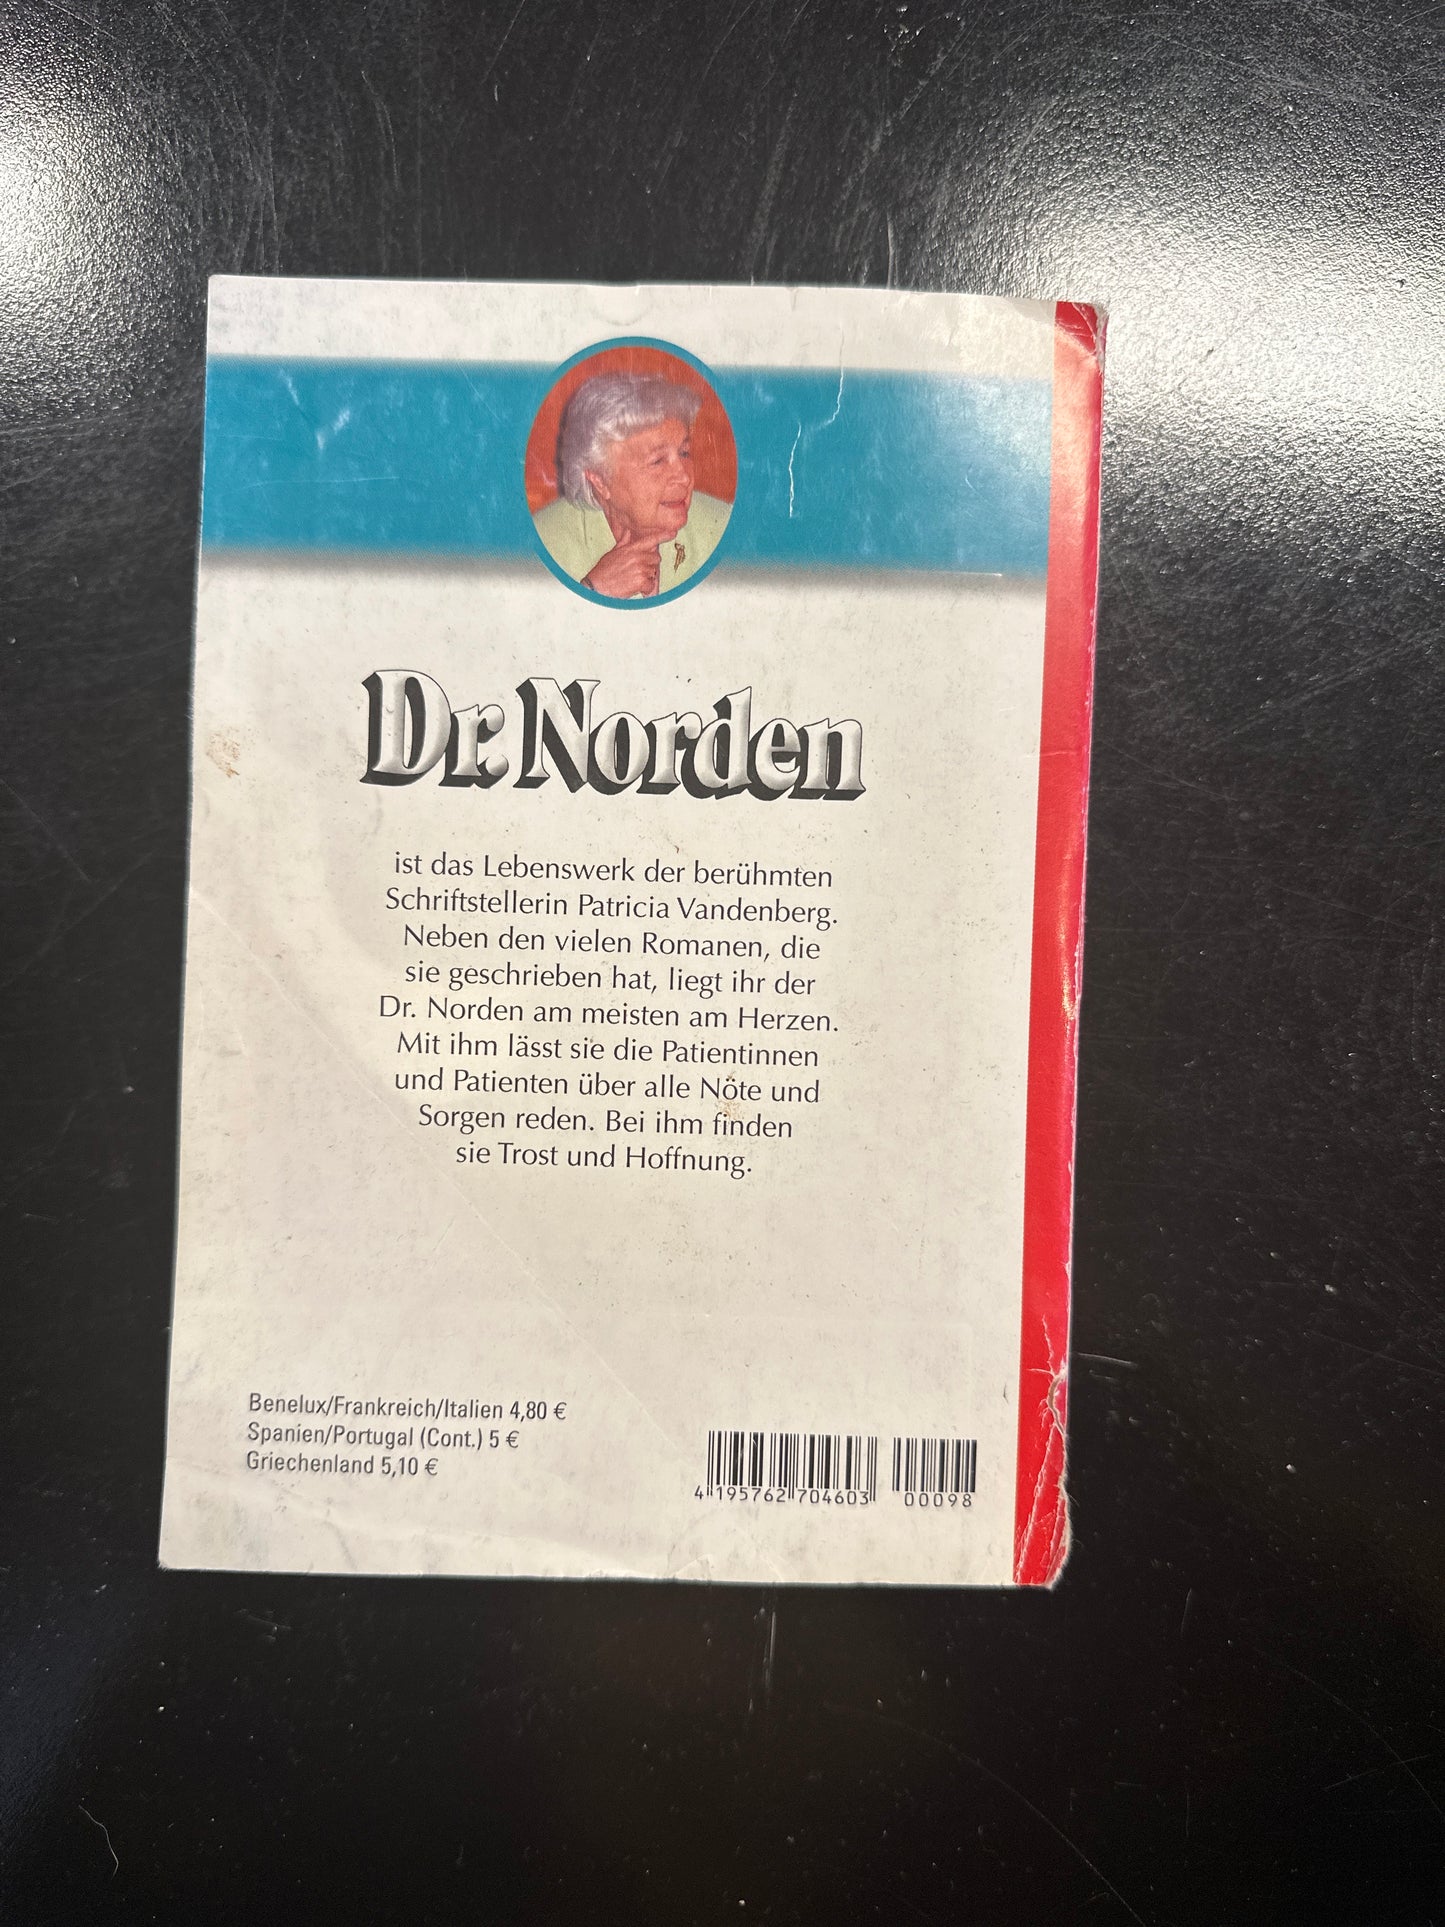 Dr. Norden
ist das Lebenswerk der berühmten
Schriftstellerin Patricia Vandenberg.
Neben den vielen Romanen, die
sie geschrieben hat, liegt ihr der
Dr. Norden am meisten am Herzen.
Mit ihm lässt sie die Patientinnen
und Patienten über alle Nöte und
Sorgen reden. Bei ihm finden
sie Trost und Hoffnung.
Benelux/Frankreich/Italien 4,80 €
Spanien/Portugal (Cont.) 5 €
Griechenland 5,10 €
4 195762 704603 00098